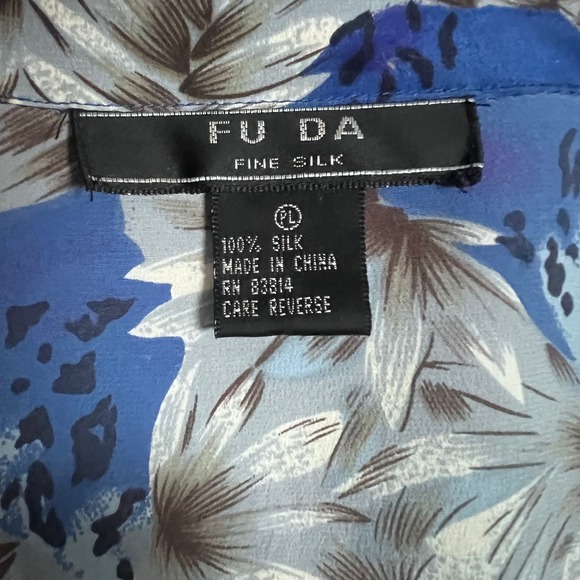 FU DA
FINE SILK
PL
100% SILK
MADE IN CHINA
RN 83814
CARE REVERSE